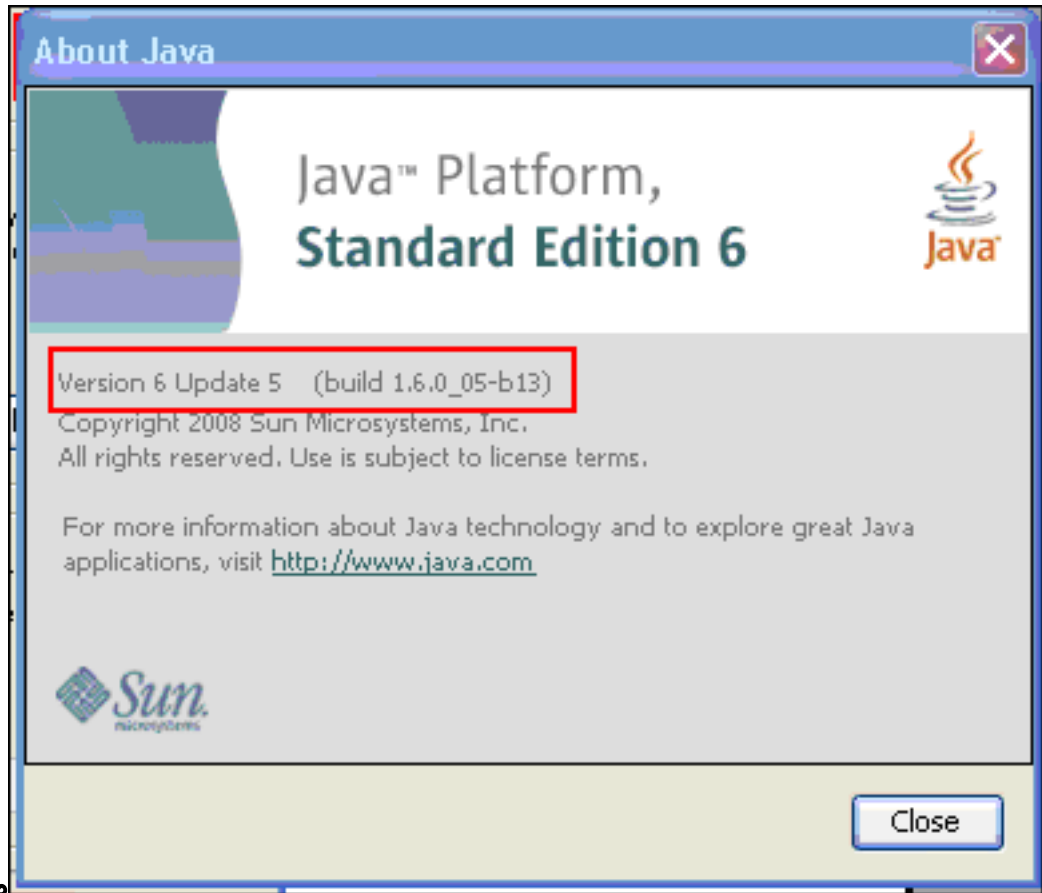 About Java
Java™ Platform,
Standard Edition 6
Java
Version 6 Update 5 (build 1.6.0_05-b13)
Copyright 2008 Sun Microsystems, Inc.
All rights reserved. Use is subject to license terms.
For more information about Java technology and to explore great Java
applications, visit http://www.java.com
Sun
microsystems
Close